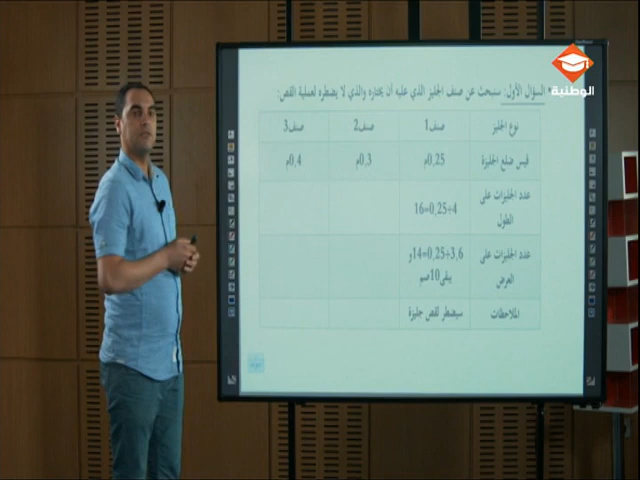 الوطنية
السؤال الأول: سنبحث عن صنف الجليز الذي عليه أن يختاره والذي لا يضطره لعملية القص:
نوع الجليز صنف1 صنف2 صنف3
قيس ضلع الجليزة 0,25م 0,3م 0,4م
عدد الجليزات على
الطول
4÷0,25=16
عدد الجليزات على
العرض
3,6÷0,25=14و
يبقى 10صم
الملاحظات سيضطر لقص جليزة